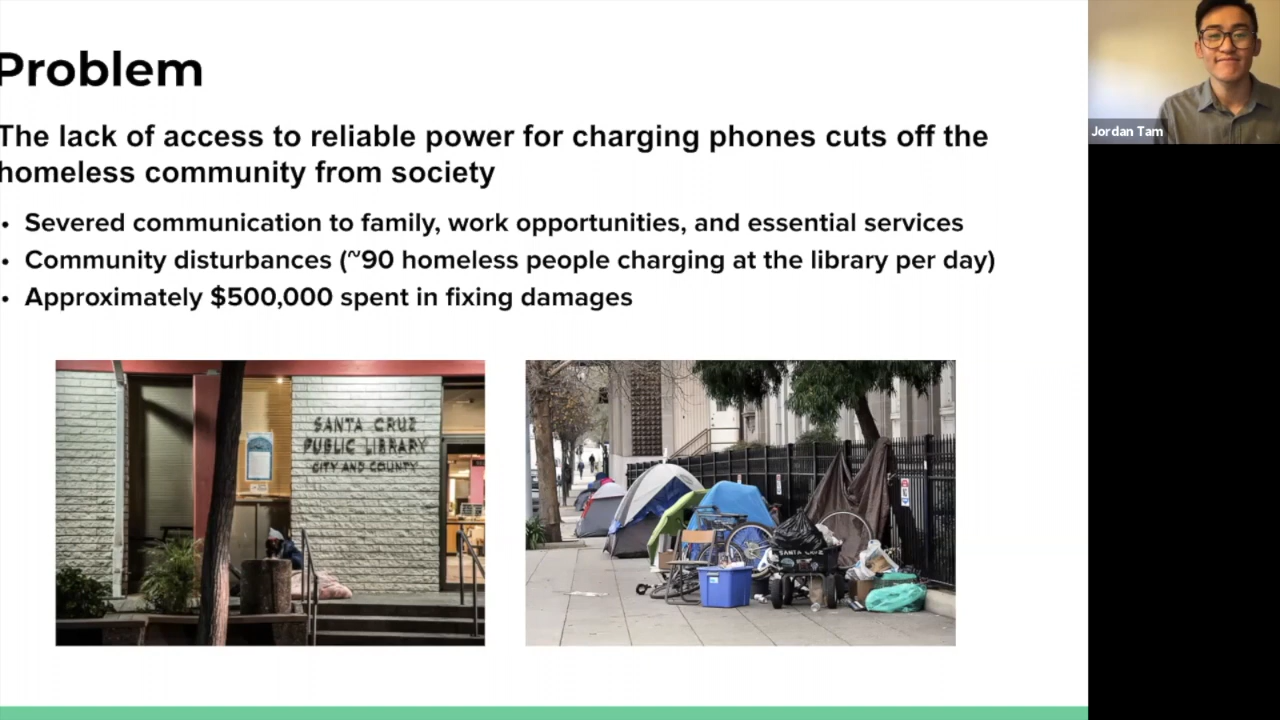 Problem
The lack of access to reliable power for charging phones cuts off the
homeless community from society
• Severed communication to family, work opportunities, and essential services
• Community disturbances (~90 homeless people charging at the library per day)
• Approximately $500,000 spent in fixing damages
SANTA CRUZ
PUBLIC LIBRARY
CITY AND COUNTY
SANTA CRUZ
Jordan Tam